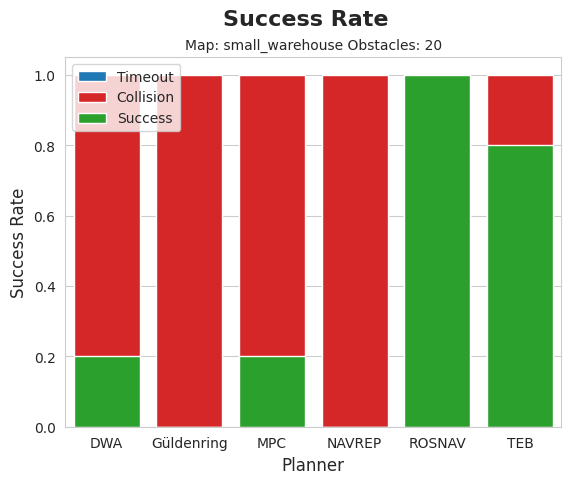 Success Rate
Map: small_warehouse Obstacles: 20
Timeout
Collision
Success
1.0
0.8
0.6
0.4
0.2
0.0
Success Rate
DWA Güldenring MPC NAVREP ROSNAV TEB
Planner